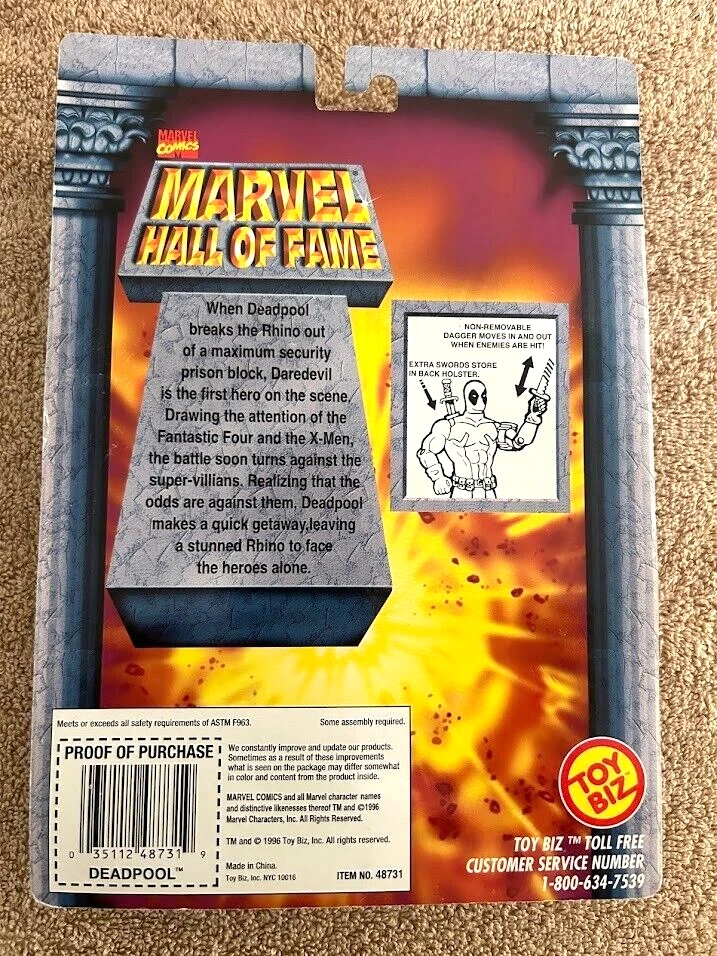 MARVEL
COMICS
MARVEL®
HALL OF FAME
When Deadpool
breaks the Rhino out
of a maximum security
prison block, Daredevil
is the first hero on the scene.
Drawing the attention of the
Fantastic Four and the X-Men,
the battle soon turns against the
super-villians. Realizing that the
odds are against them, Deadpool
makes a quick getaway,leaving
a stunned Rhino to face
the heroes alone.
NON-REMOVABLE
DAGGER MOVES IN AND OUT
WHEN ENEMIES ARE HIT!
EXTRA SWORDS STORE
IN BACK HOLSTER.
Meets or exceeds all safety requirements of ASTM F963.
Some assembly required.
PROOF OF PURCHASE
0 35112 48731 9
DEADPOOL™
We constantly improve and update our products.
Sometimes as a result of these improvements
what is seen on the package may differ somewhat
in color and content from the product inside.
MARVEL COMICS and all Marvel character names
and distinctive likenesses thereof TM and ©1996
Marvel Characters, Inc. All Rights Reserved.
TM and © 1996 Toy Biz, Inc. All rights reserved.
Made in China.
Toy Biz, Inc. NYC 10016
ITEM NO. 48731
TOY
BIZ™
TOY BIZ™ TOLL FREE
CUSTOMER SERVICE NUMBER
1-800-634-7539